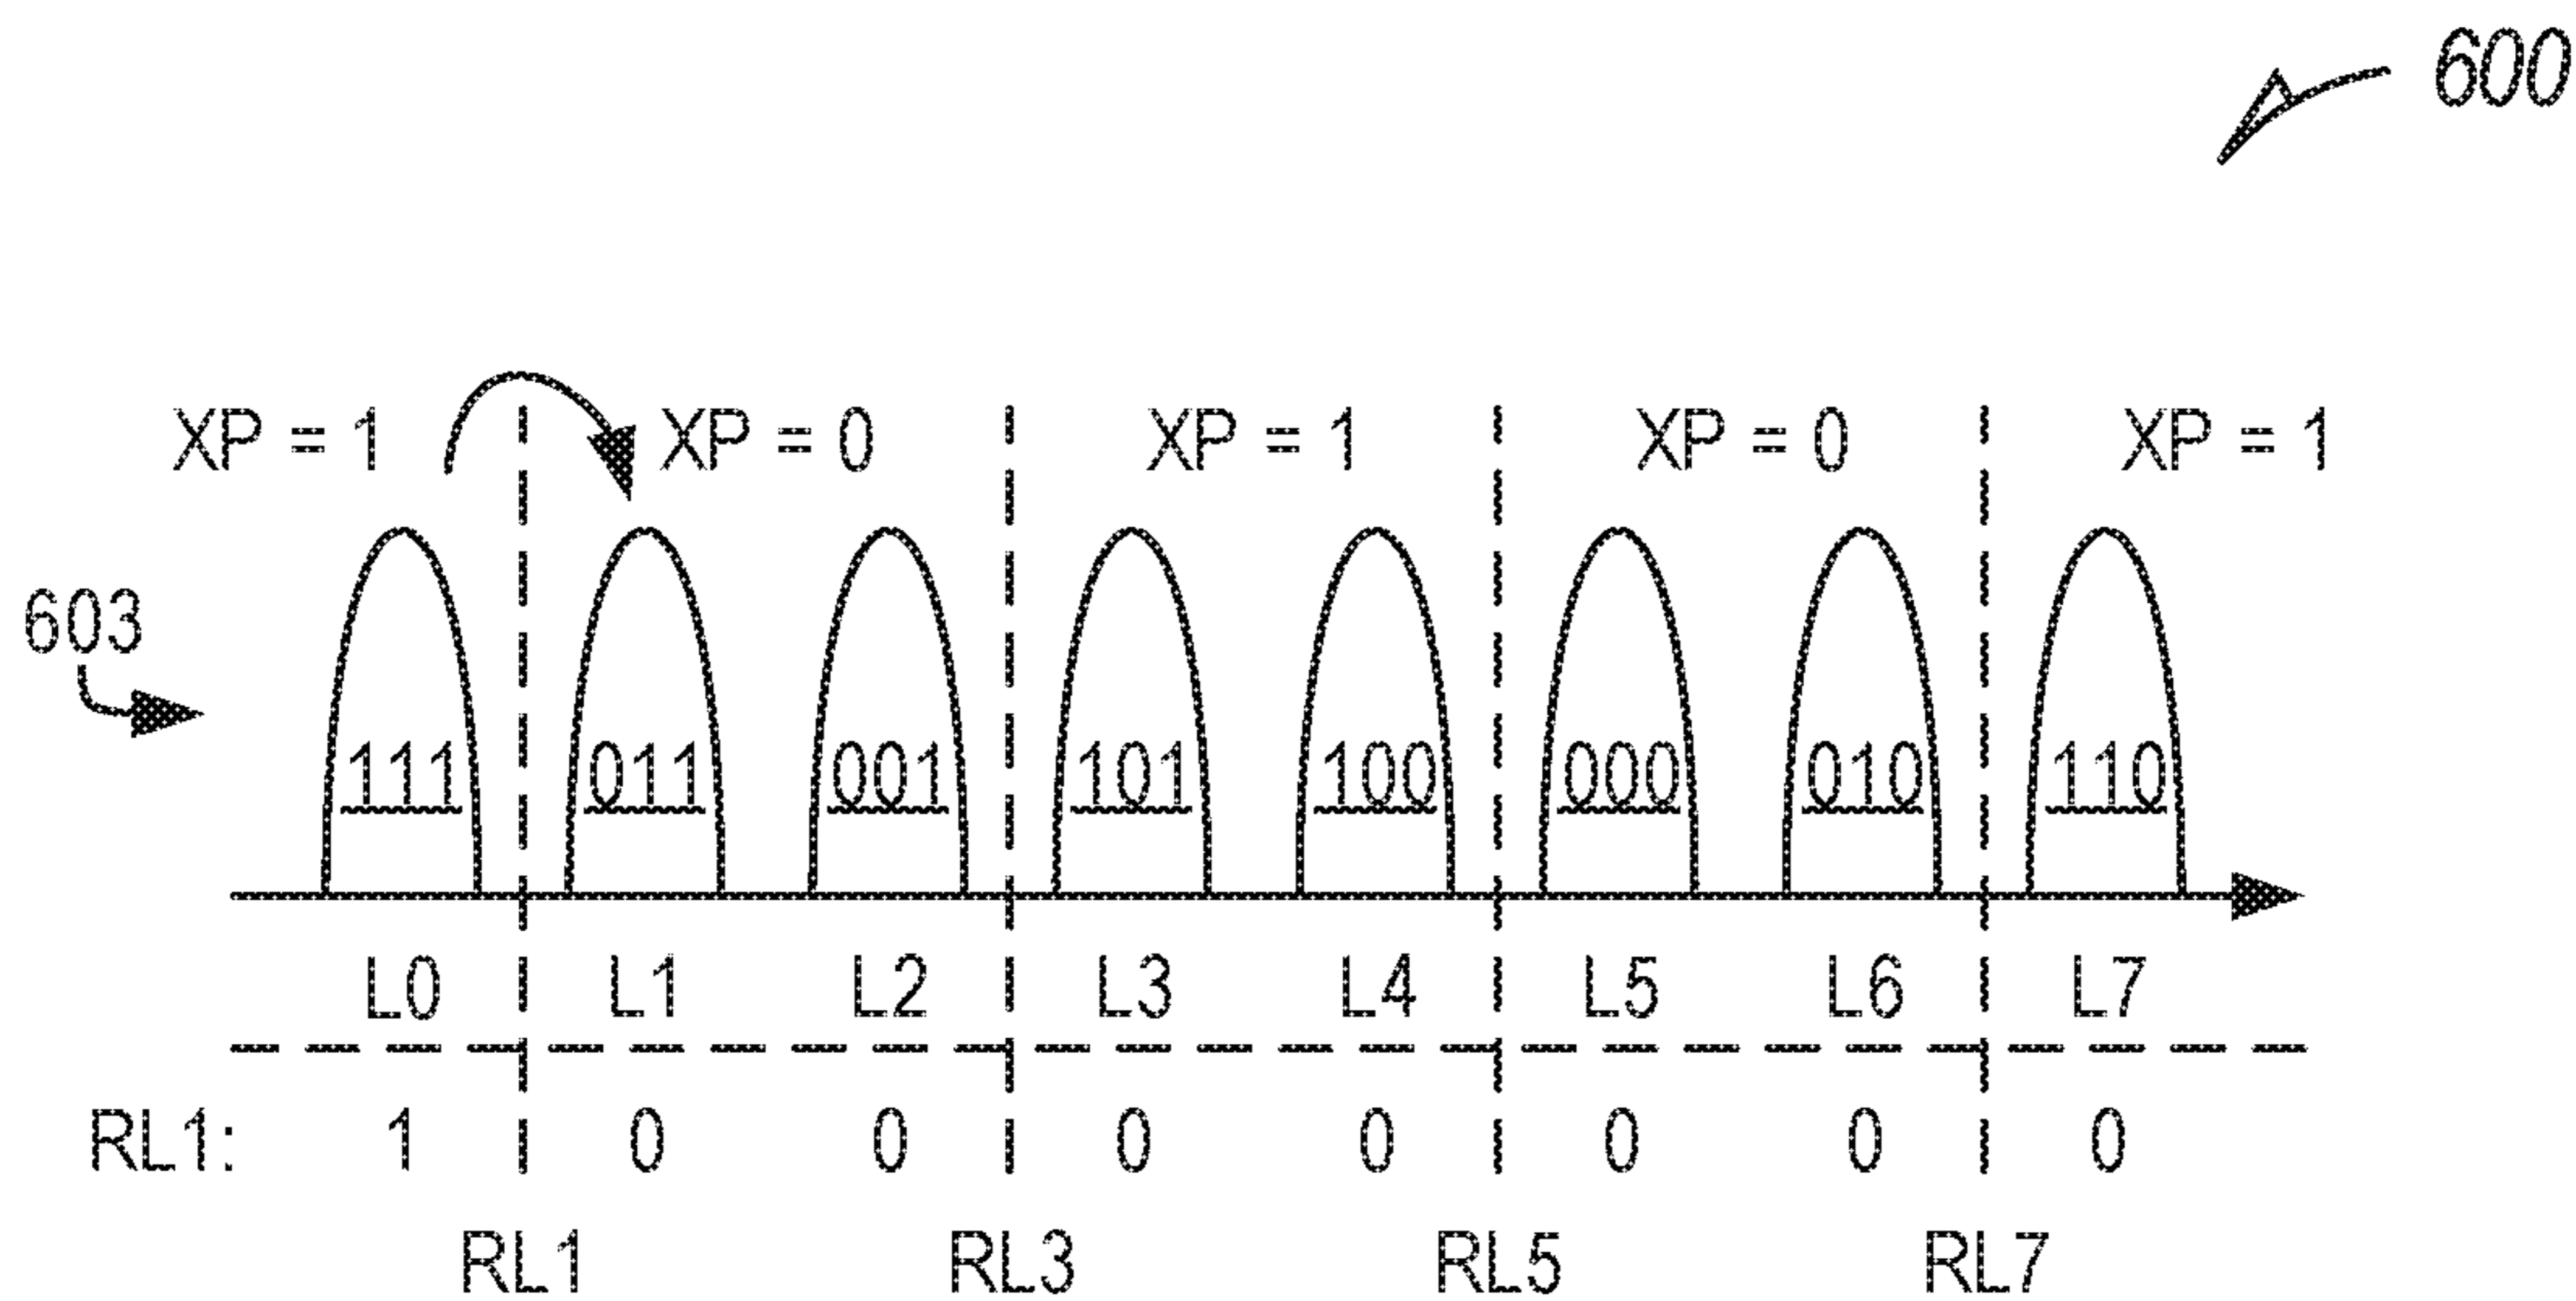 600
XP = 1 XP = 0 XP = 1 XP = 0 XP = 1
603
111 011 001 101 100 000 010 110
L0 L1 L2 L3 L4 L5 L6 L7
RL1: 1 0 0 0 0 0 0 0
RL1 RL3 RL5 RL7